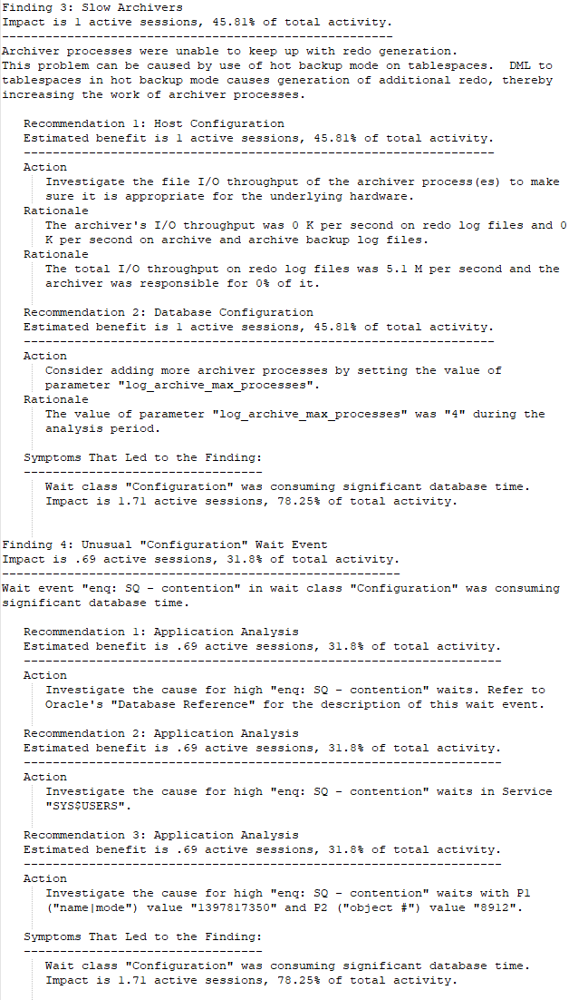 Finding 3: Slow Archivers
Impact is 1 active sessions, 45.81% of total activity.
------------------------------------------------------
Archiver processes were unable to keep up with redo generation.
This problem can be caused by use of hot backup mode on tablespaces.  DML to
tablespaces in hot backup mode causes generation of additional redo, thereby
increasing the work of archiver processes.

   Recommendation 1: Host Configuration
   Estimated benefit is 1 active sessions, 45.81% of total activity.
   -----------------------------------------------------------------
   Action
      Investigate the file I/O throughput of the archiver process(es) to make
      sure it is appropriate for the underlying hardware.
   Rationale
      The archiver's I/O throughput was 0 K per second on redo log files and 0
      K per second on archive and archive backup log files.
   Rationale
      The total I/O throughput on redo log files was 5.1 M per second and the
      archiver was responsible for 0% of it.

   Recommendation 2: Database Configuration
   Estimated benefit is 1 active sessions, 45.81% of total activity.
   -----------------------------------------------------------------
   Action
      Consider adding more archiver processes by setting the value of
      parameter "log_archive_max_processes".
   Rationale
      The value of parameter "log_archive_max_processes" was "4" during the
      analysis period.

   Symptoms That Led to the Finding:
   ---------------------------------
      Wait class "Configuration" was consuming significant database time.
      Impact is 1.71 active sessions, 78.25% of total activity.


Finding 4: Unusual "Configuration" Wait Event
Impact is .69 active sessions, 31.8% of total activity.
-------------------------------------------------------
Wait event "enq: SQ - contention" in wait class "Configuration" was consuming
significant database time.

   Recommendation 1: Application Analysis
   Estimated benefit is .69 active sessions, 31.8% of total activity.
   ------------------------------------------------------------------
   Action
      Investigate the cause for high "enq: SQ - contention" waits. Refer to
      Oracle's "Database Reference" for the description of this wait event.

   Recommendation 2: Application Analysis
   Estimated benefit is .69 active sessions, 31.8% of total activity.
   ------------------------------------------------------------------
   Action
      Investigate the cause for high "enq: SQ - contention" waits in Service
      "SYS$USERS".

   Recommendation 3: Application Analysis
   Estimated benefit is .69 active sessions, 31.8% of total activity.
   ------------------------------------------------------------------
   Action
      Investigate the cause for high "enq: SQ - contention" waits with P1
      ("name|mode") value "1397817350" and P2 ("object #") value "8912".

   Symptoms That Led to the Finding:
   ---------------------------------
      Wait class "Configuration" was consuming significant database time.
      Impact is 1.71 active sessions, 78.25% of total activity.